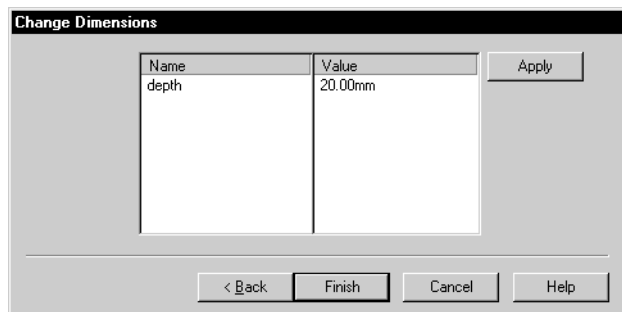 Change Dimensions
Name Value Apply
depth 20.00mm
< Back Finish Cancel Help